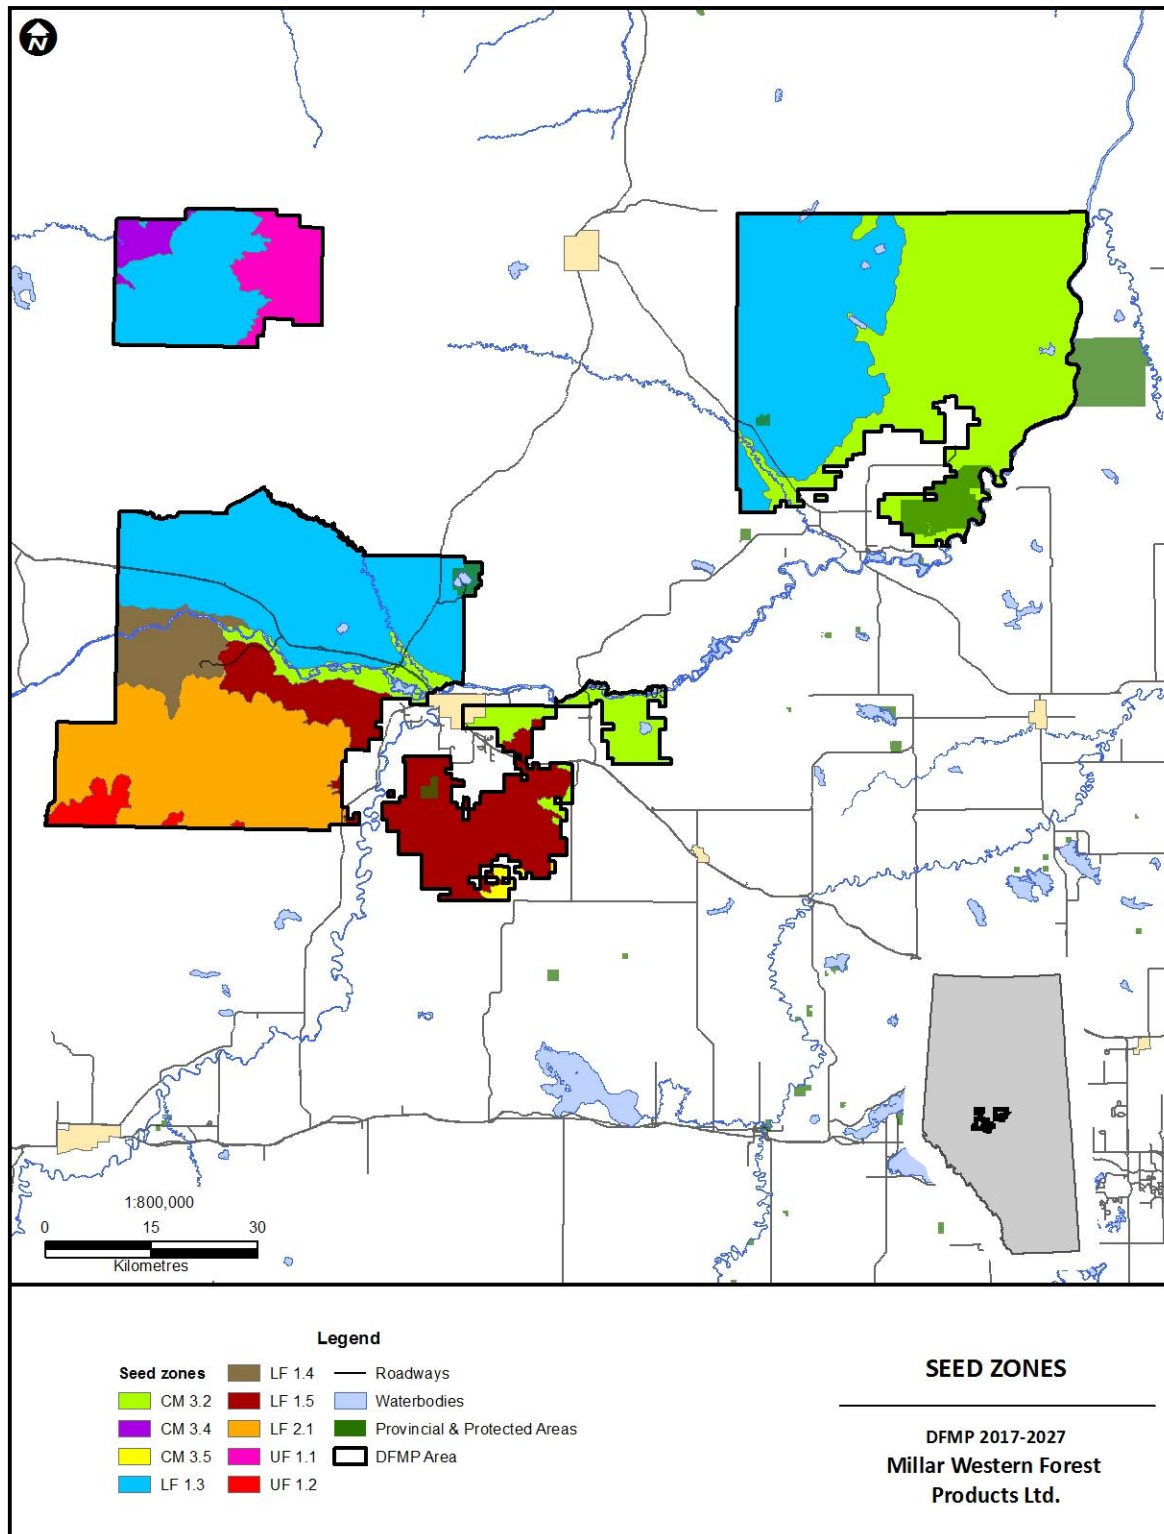 N
1:800,000
0 15 30
Kilometres
Legend
Seed zones
CM 3.2
CM 3.4
CM 3.5
LF 1.3
LF 1.4
LF 1.5
LF 2.1
UF 1.1
UF 1.2
Roadways
Waterbodies
Provincial & Protected Areas
DFMP Area
SEED ZONES
DFMP 2017-2027
Millar Western Forest
Products Ltd.